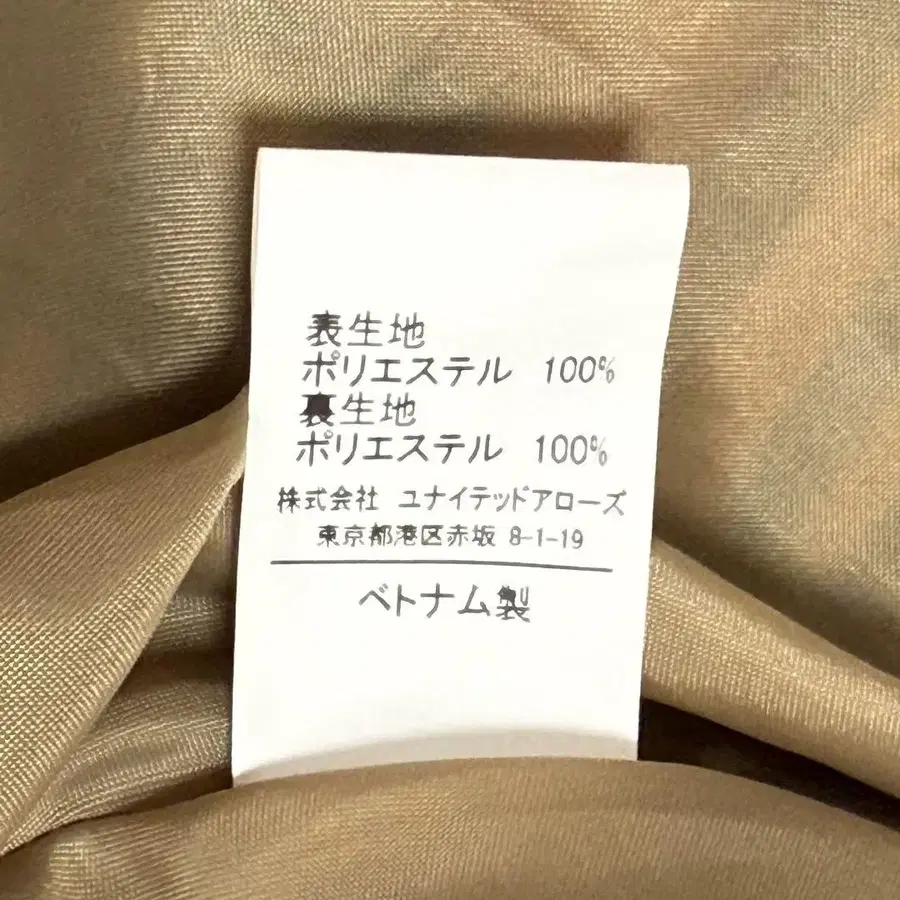 表生地
ポリエステル 100%
裏生地
ポリエステル 100%
株式会社 ユナイテッドアローズ
東京都港区赤坂 8-1-19
ベトナム製